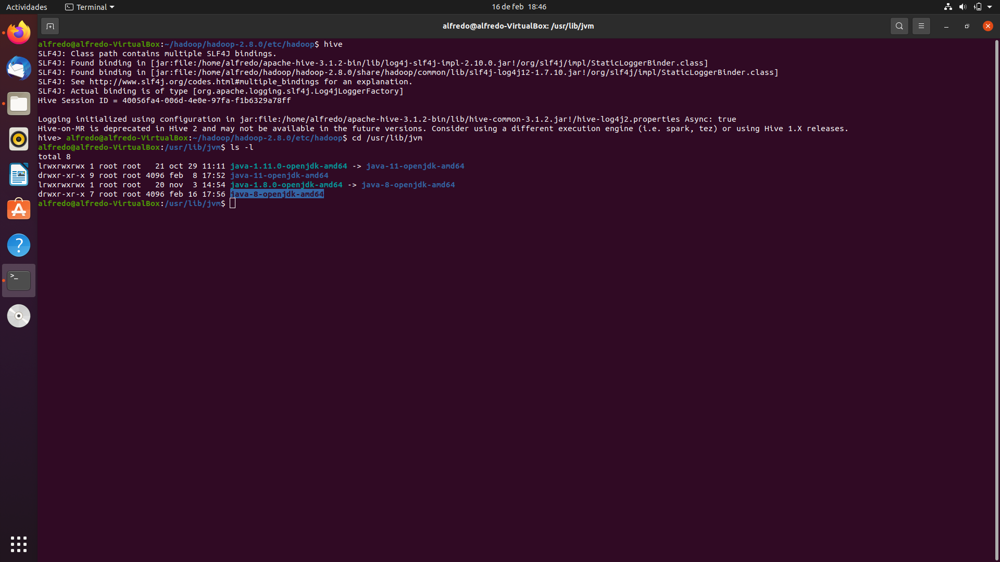 Actividades Terminal 16 de feb 18:46
alfredo@alfredo-VirtualBox: /usr/lib/jvm
alfredo@alfredo-VirtualBox:~/hadoop/hadoop-2.8.0/etc/hadoop$ hive
SLF4J: Class path contains multiple SLF4J bindings.
SLF4J: Found binding in [jar:file:/home/alfredo/apache-hive-3.1.2-bin/lib/log4j-slf4j-impl-2.10.0.jar!/org/slf4j/impl/StaticLoggerBinder.class]
SLF4J: Found binding in [jar:file:/home/alfredo/hadoop/hadoop-2.8.0/share/hadoop/common/lib/slf4j-log4j12-1.7.10.jar!/org/slf4j/impl/StaticLoggerBinder.class]
SLF4J: See http://www.slf4j.org/codes.html#multiple_bindings for an explanation.
SLF4J: Actual binding is of type [org.apache.logging.slf4j.Log4jLoggerFactory]
Hive Session ID = 40056fa4-006d-4e0e-97fa-f1b6329a78ff
Logging initialized using configuration in jar:file:/home/alfredo/apache-hive-3.1.2-bin/lib/hive-common-3.1.2.jar!/hive-log4j2.properties Async: true
Hive-on-MR is deprecated in Hive 2 and may not be available in the future versions. Consider using a different execution engine (i.e. spark, tez) or using Hive 1.X releases.
hive> alfredo@alfredo-VirtualBox:~/hadoop/hadoop-2.8.0/etc/hadoop$ cd /usr/lib/jvm
alfredo@alfredo-VirtualBox:/usr/lib/jvm$ ls -l
total 8
lrwxrwxrwx 1 root root   21 oct 29 11:11 java-1.11.0-openjdk-amd64 -> java-11-openjdk-amd64
drwxr-xr-x 9 root root 4096 feb  8 17:52 java-11-openjdk-amd64
lrwxrwxrwx 1 root root   20 nov  3 14:54 java-1.8.0-openjdk-amd64 -> java-8-openjdk-amd64
drwxr-xr-x 7 root root 4096 feb 16 17:56 java-8-openjdk-amd64
alfredo@alfredo-VirtualBox:/usr/lib/jvm$